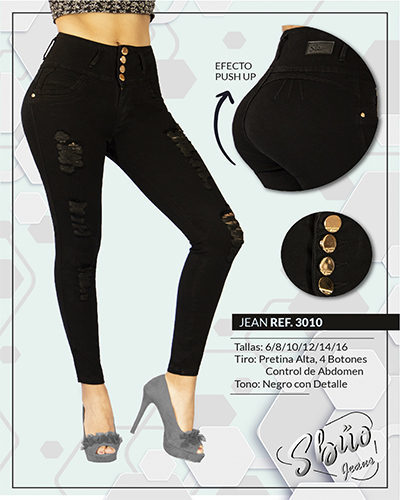 EFECTO
PUSH UP
JEAN REF. 3010
Tallas: 6/8/10/12/14/16
Tiro: Pretina Alta, 4 Botones
Control de Abdomen
Tono: Negro con Detalle
Sbiio
Jeans